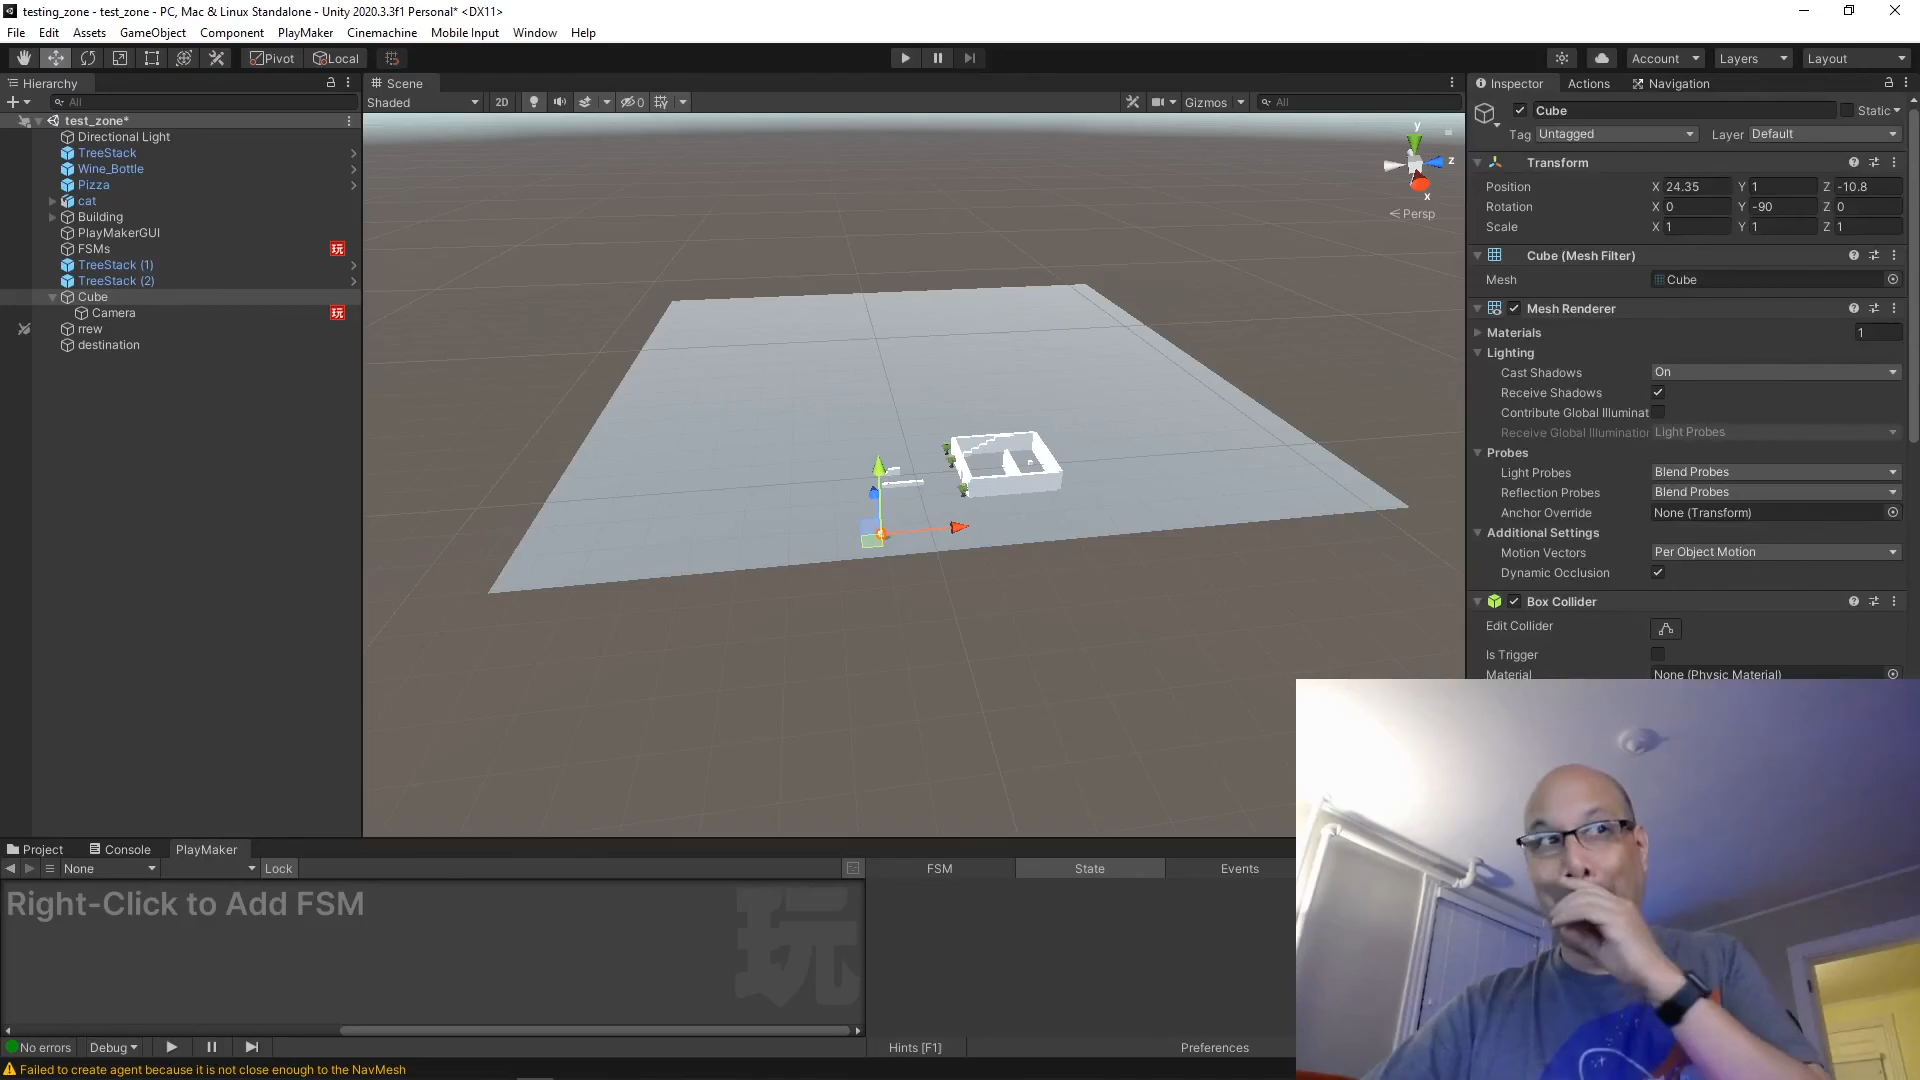 testing_zone - test_zone - PC, Mac & Linux Standalone - Unity 2020.3.3f1 Personal* <DX11>
File Edit Assets GameObject Component PlayMaker Cinemachine Mobile Input Window Help
Pivot Local Account Layers Layout
Hierarchy
All
test_zone*
Directional Light
TreeStack
Wine_Bottle
Pizza
cat
Building
PlayMakerGUI
FSMs 玩
TreeStack (1)
TreeStack (2)
Cube
Camera 玩
rrew
destination
Scene
Shaded 2D 0 Gizmos All
y
z
x
Persp
Inspector Actions Navigation
Cube Static
Tag Untagged Layer Default
Transform
Position X 24.35 Y 1 Z -10.8
Rotation X 0 Y -90 Z 0
Scale X 1 Y 1 Z 1
Cube (Mesh Filter)
Mesh Cube
Mesh Renderer
Materials 1
Lighting
Cast Shadows On
Receive Shadows
Contribute Global Illuminat
Receive Global Illumination Light Probes
Probes
Light Probes Blend Probes
Reflection Probes Blend Probes
Anchor Override None (Transform)
Additional Settings
Motion Vectors Per Object Motion
Dynamic Occlusion
Box Collider
Edit Collider
Is Trigger
Material None (Physic Material)
Project Console PlayMaker
None Lock FSM State Events
Right-Click to Add FSM
玩
No errors Debug Hints [F1] Preferences
Failed to create agent because it is not close enough to the NavMesh